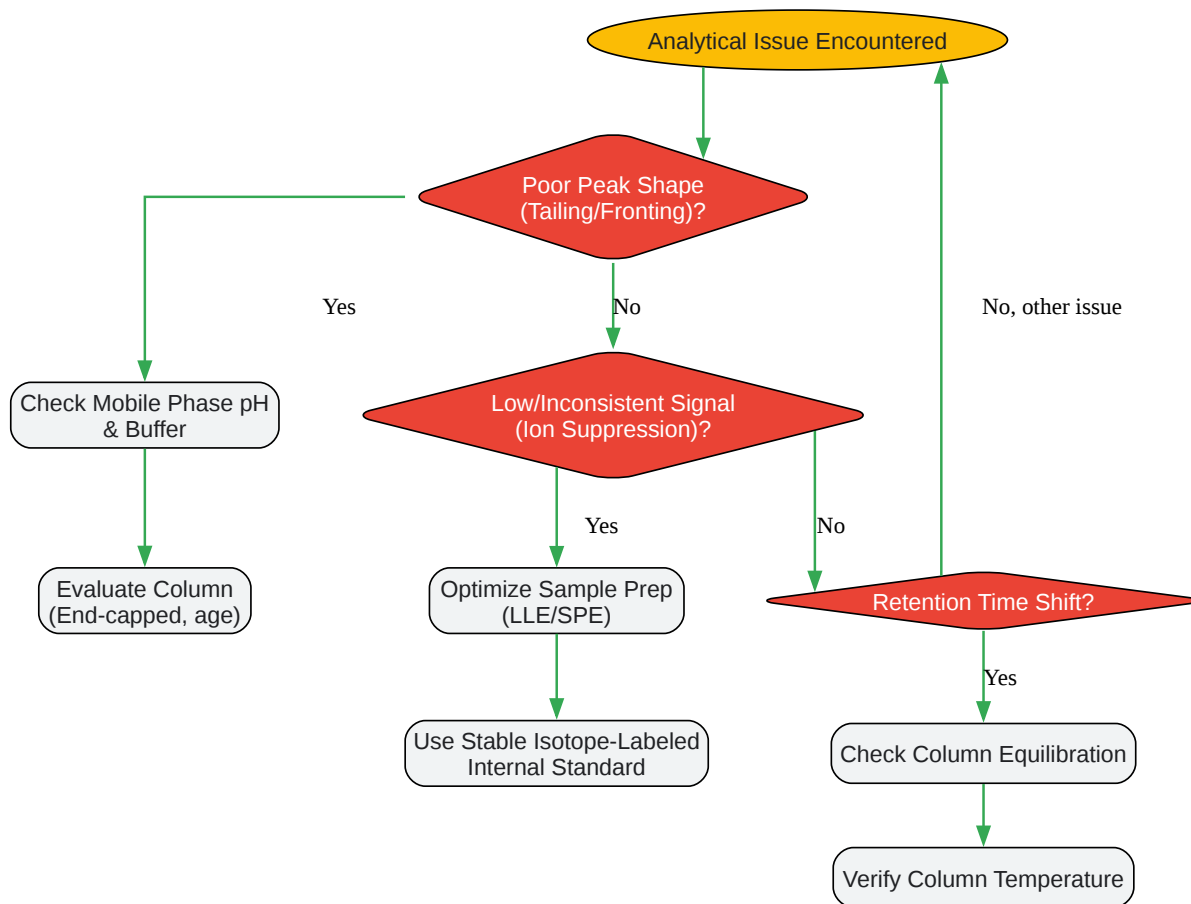 Analytical Issue Encountered
Poor Peak Shape
(Tailing/Fronting)?
Yes
No
No, other issue
Check Mobile Phase pH
& Buffer
Low/Inconsistent Signal
(Ion Suppression)?
Yes
No
Evaluate Column
(End-capped, age)
Optimize Sample Prep
(LLE/SPE)
Retention Time Shift?
Yes
Use Stable Isotope-Labeled
Internal Standard
Check Column Equilibration
Verify Column Temperature